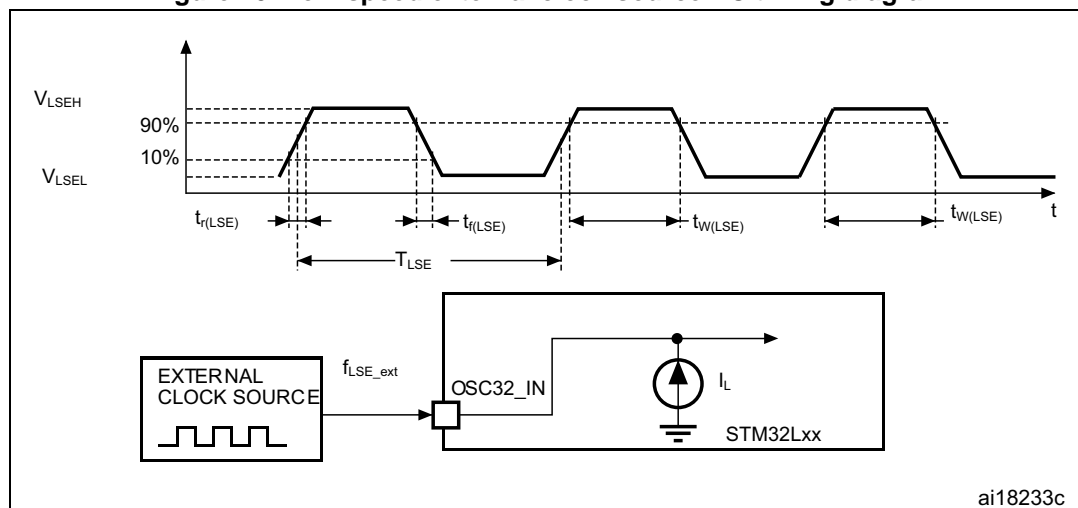 V_LSEH
90%
10%
V_LSEL
t_r(LSE)
t_f(LSE)
t_W(LSE)
t_W(LSE)
t
T_LSE
EXTERNAL
CLOCK SOURCE
f_LSE_ext
OSC32_IN
I_L
STM32Lxx
ai18233c